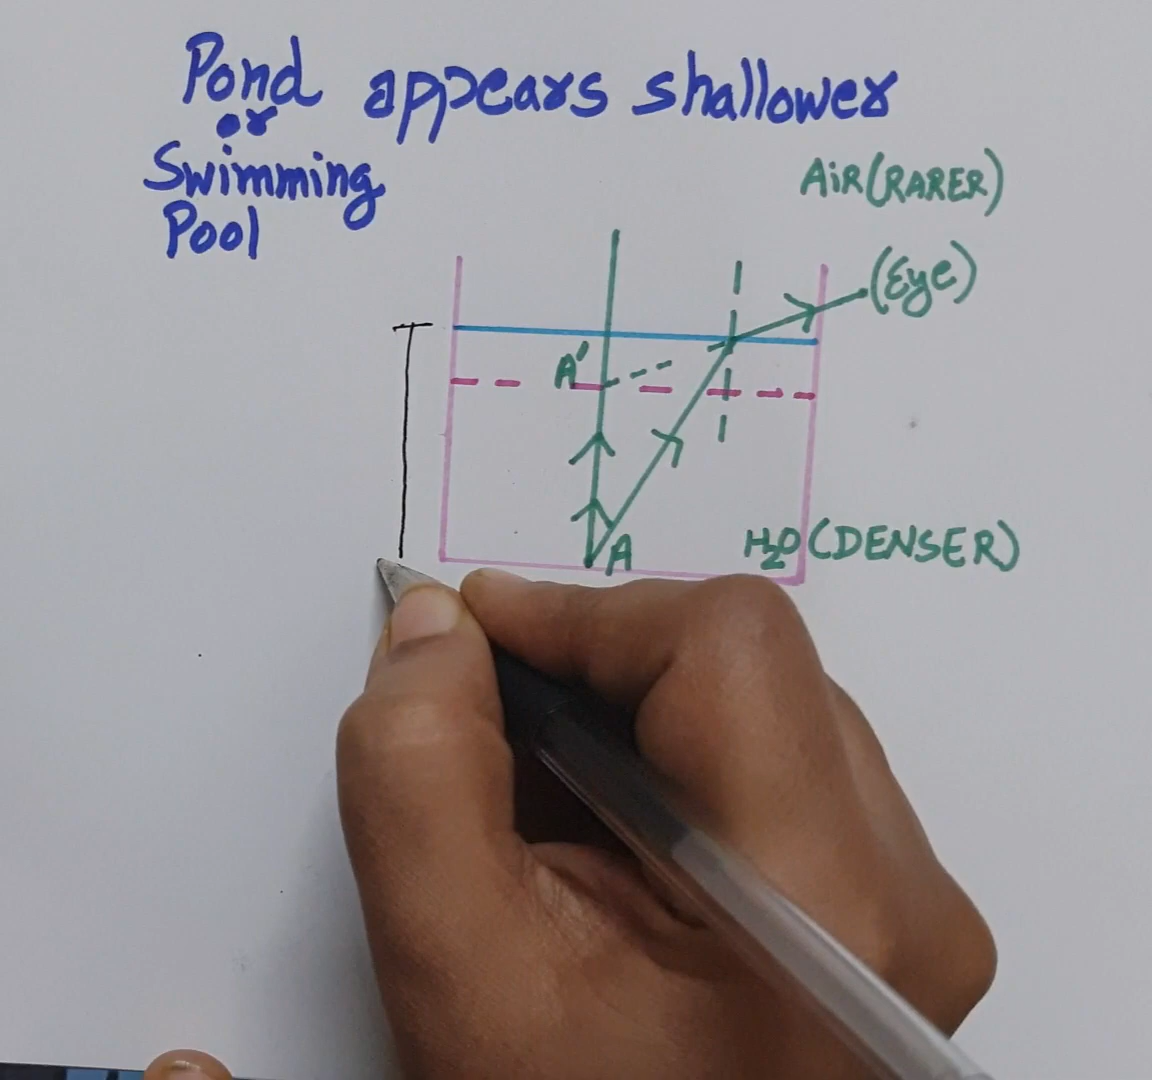 Pond appears shallower
or
Swimming
Pool
AiR (RARER)
(Eye)
A'
A
H2O (DENSER)